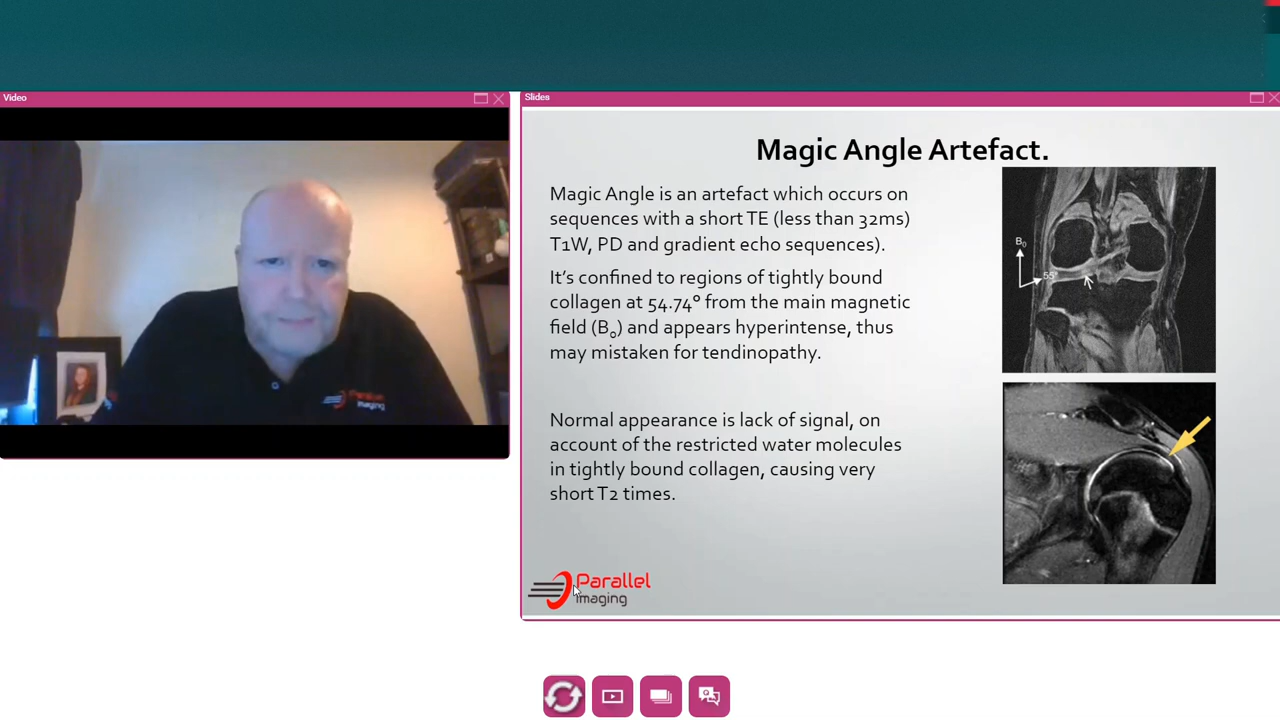 Video
Slides
Magic Angle Artefact.
Magic Angle is an artefact which occurs on
sequences with a short TE (less than 32ms)
T1W, PD and gradient echo sequences).
It's confined to regions of tightly bound
collagen at 54.74° from the main magnetic
field (B₀) and appears hyperintense, thus
may mistaken for tendinopathy.
Normal appearance is lack of signal, on
account of the restricted water molecules
in tightly bound collagen, causing very
short T2 times.
B₀
55°
Parallel
Imaging
Parallel
Imaging